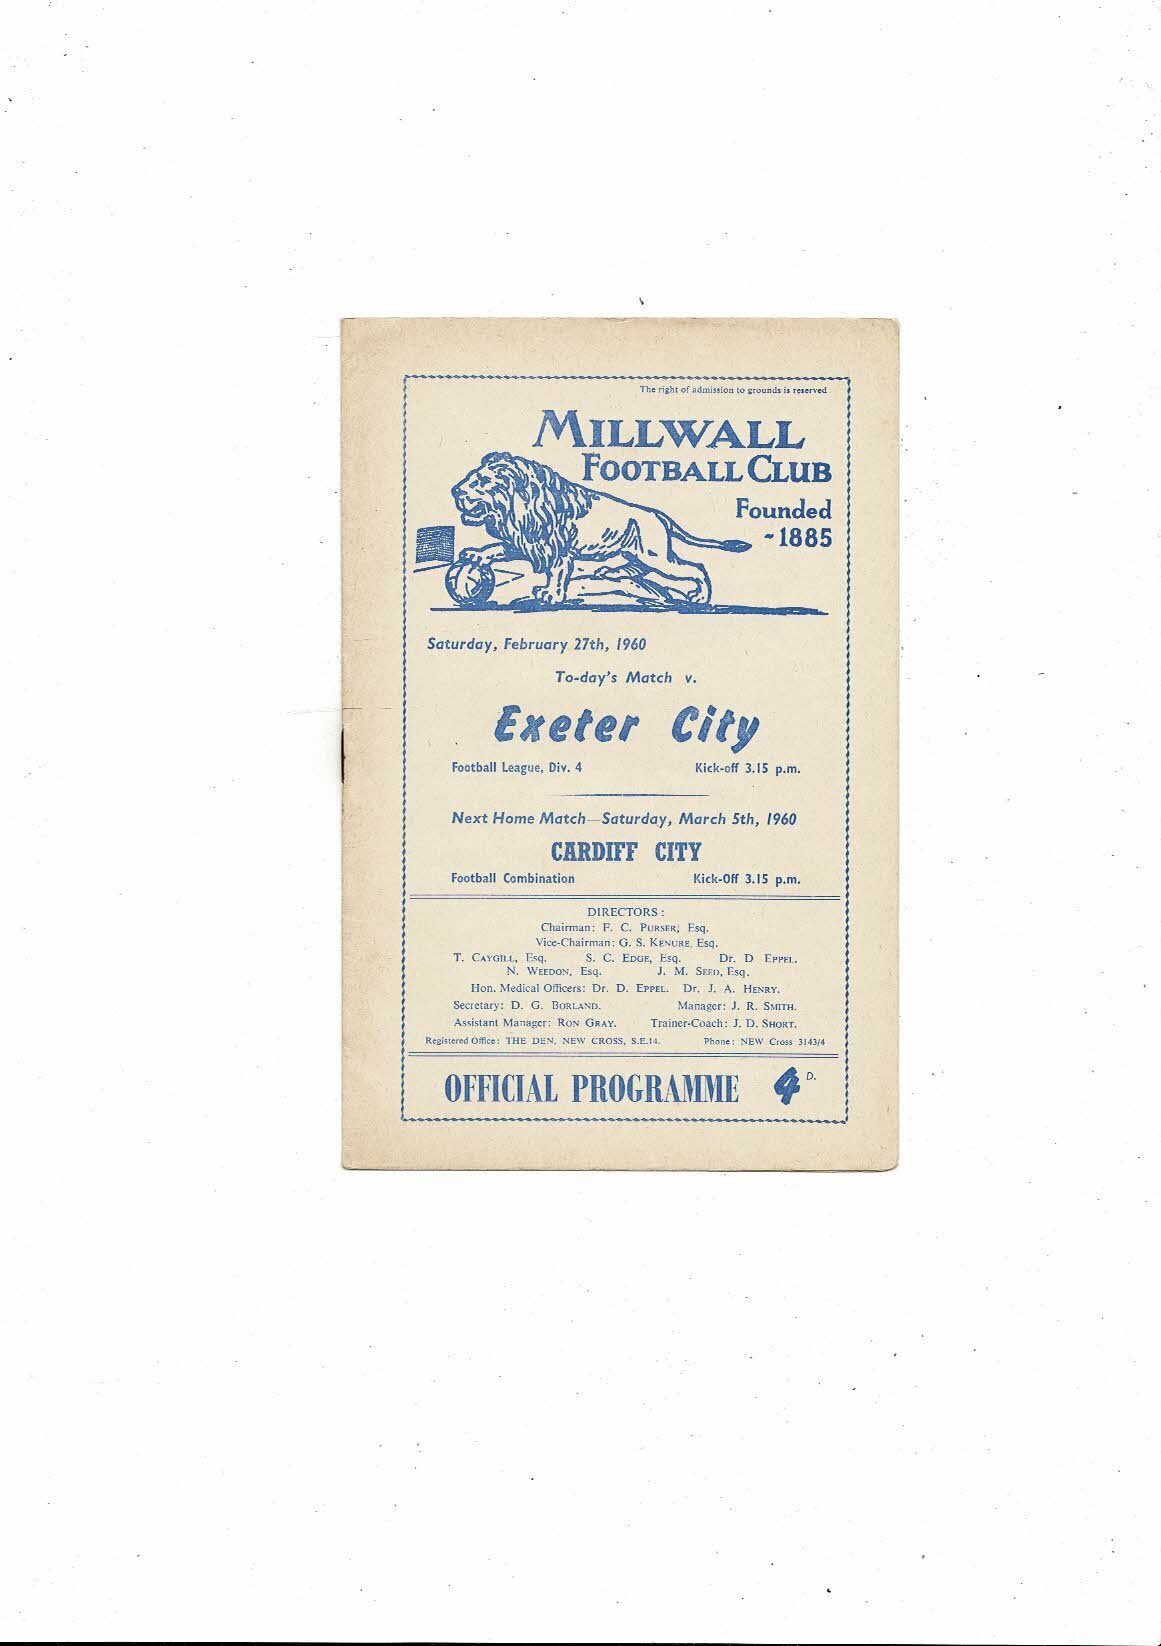 The right of admission to grounds is reserved
MILLWALL
FOOTBALL CLUB
Founded
~1885
Saturday, February 27th, 1960
To-day's Match v.
Exeter City
Football League, Div. 4 Kick-off 3.15 p.m.
Next Home Match—Saturday, March 5th, 1960
CARDIFF CITY
Football Combination Kick-Off 3.15 p.m.
DIRECTORS :
Chairman: F. C. PURSER, Esq.
Vice-Chairman: G. S. KENURE, Esq.
T. CAYGILL, Esq. S. C. EDGE, Esq. Dr. D EPPEL.
N. WEEDON, Esq. J. M. SEED, Esq.
Hon. Medical Officers: Dr. D. EPPEL. Dr. J. A. HENRY.
Secretary: D. G. BORLAND. Manager: J. R. SMITH.
Assistant Manager: RON GRAY. Trainer-Coach: J. D. SHORT.
Registered Office: THE DEN, NEW CROSS, S.E.14. Phone: NEW Cross 3143/4
OFFICIAL PROGRAMME 4D.